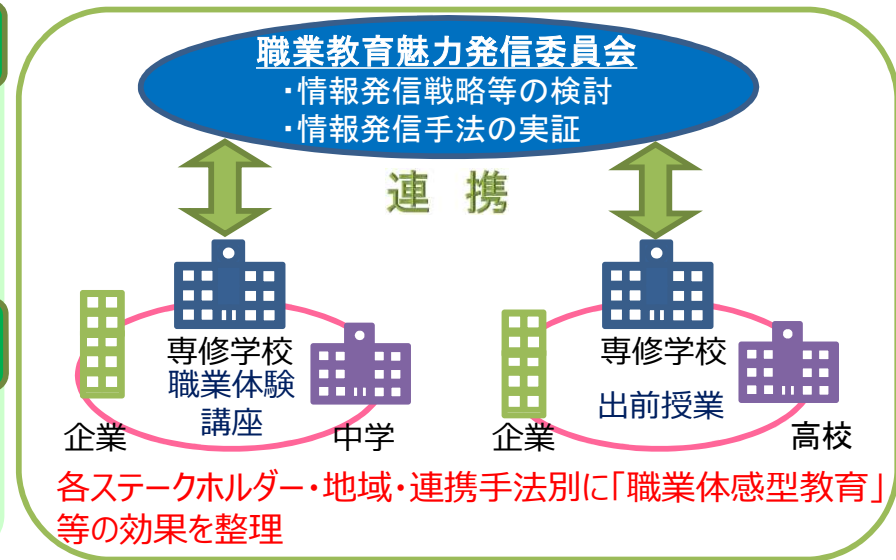 職業教育魅力発信委員会
・情報発信戦略等の検討
・情報発信手法の実証
連 携
専修学校
職業体験
講座
企業
中学
専修学校
出前授業
企業
高校
各ステークホルダー・地域・連携手法別に「職業体感型教育」
等の効果を整理